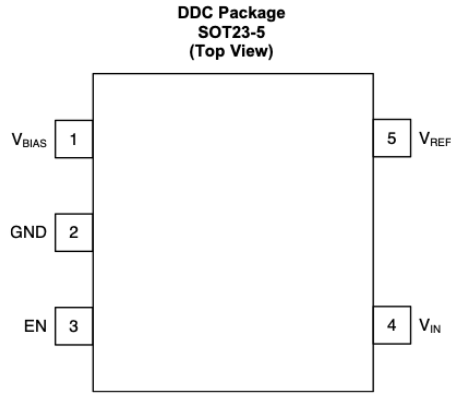 DDC Package
SOT23-5
(Top View)
VBIAS 1
5 VREF
GND 2
EN 3
4 VIN